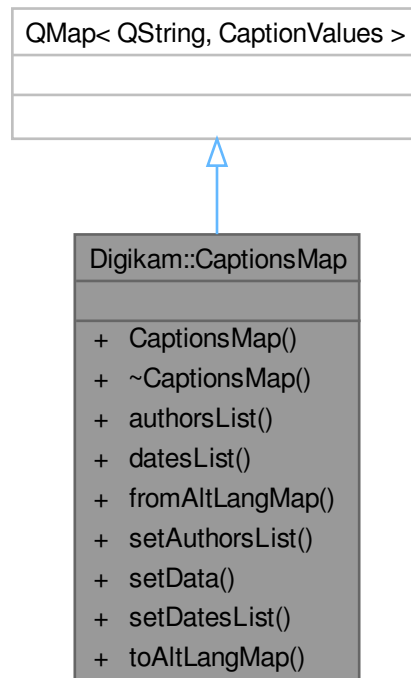 QMap< QString, CaptionValues >
Digikam::CaptionsMap
+ CaptionsMap()
+ ~CaptionsMap()
+ authorsList()
+ datesList()
+ fromAltLangMap()
+ setAuthorsList()
+ setData()
+ setDatesList()
+ toAltLangMap()